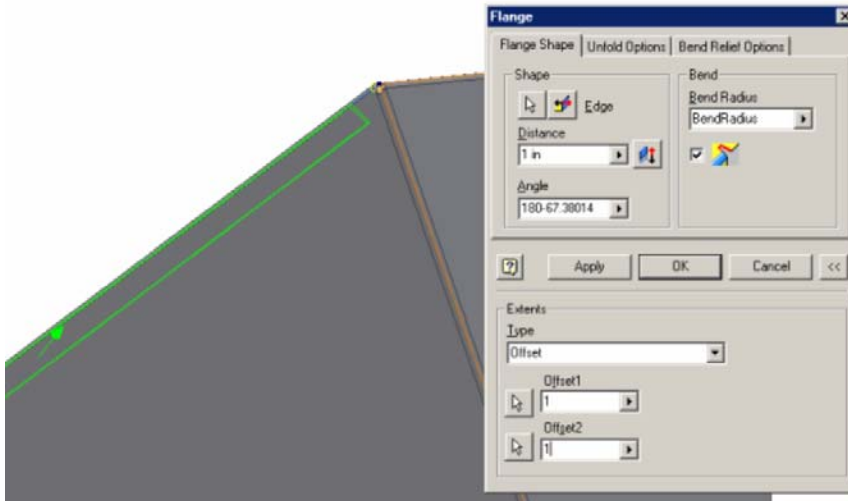 Flange
Flange Shape
Unfold Options
Bend Relief Options
Shape
Edge
Distance
1 in
Angle
180-67.38014
Bend
Bend Radius
BendRadius
Apply
OK
Cancel
<<
Extents
Type
Offset
Offset1
1
Offset2
1